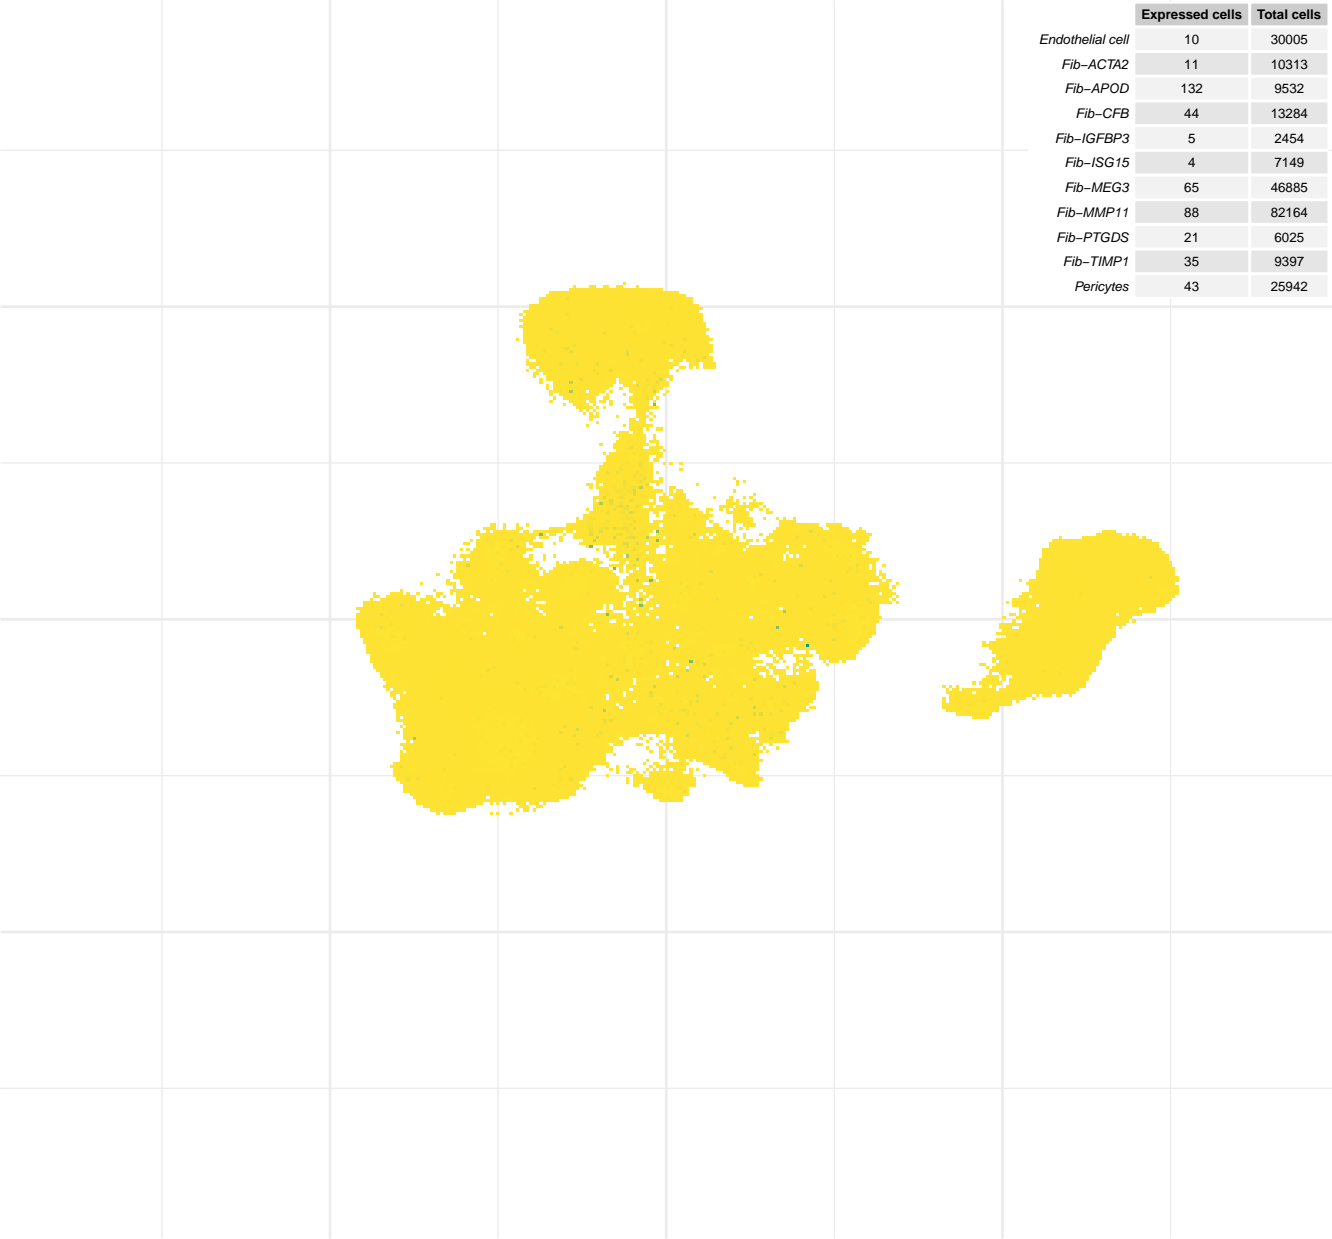 Expressed cells Total cells
Endothelial cell 10 30005
Fib−ACTA2 11 10313
Fib−APOD 132 9532
Fib−CFB 44 13284
Fib−IGFBP3 5 2454
Fib−ISG15 4 7149
Fib−MEG3 65 46885
Fib−MMP11 88 82164
Fib−PTGDS 21 6025
Fib−TIMP1 35 9397
Pericytes 43 25942